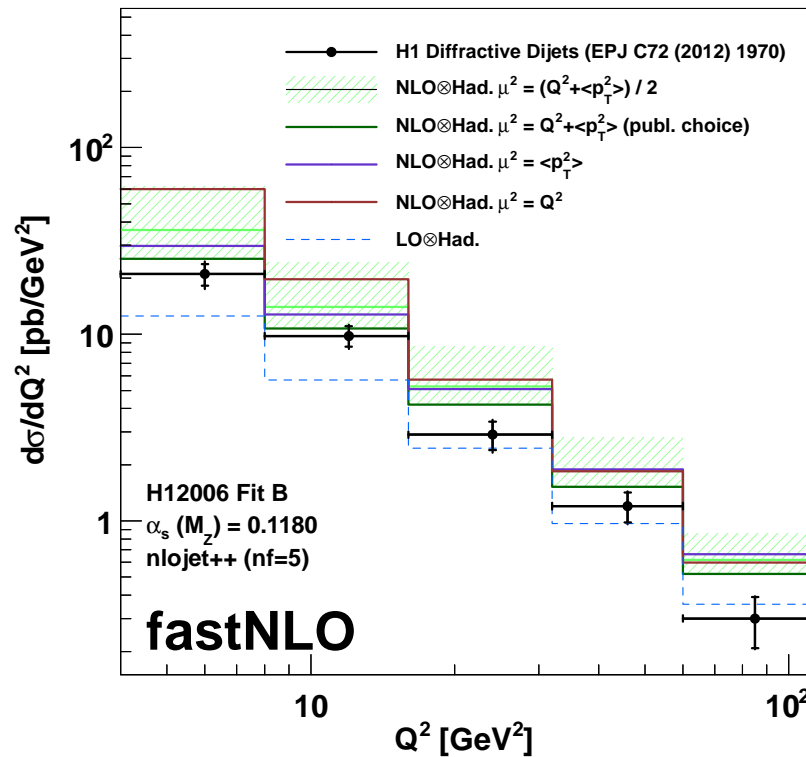 H1 Diffractive Dijets (EPJ C72 (2012) 1970)
NLO⊗Had. μ² = (Q²+<p_T²>) / 2
NLO⊗Had. μ² = Q²+<p_T²> (publ. choice)
NLO⊗Had. μ² = <p_T²>
NLO⊗Had. μ² = Q²
LO⊗Had.
dσ/dQ² [pb/GeV²]
10²
10
1
H12006 Fit B
α_s (M_Z) = 0.1180
nlojet++ (nf=5)
fastNLO
10
10²
Q² [GeV²]